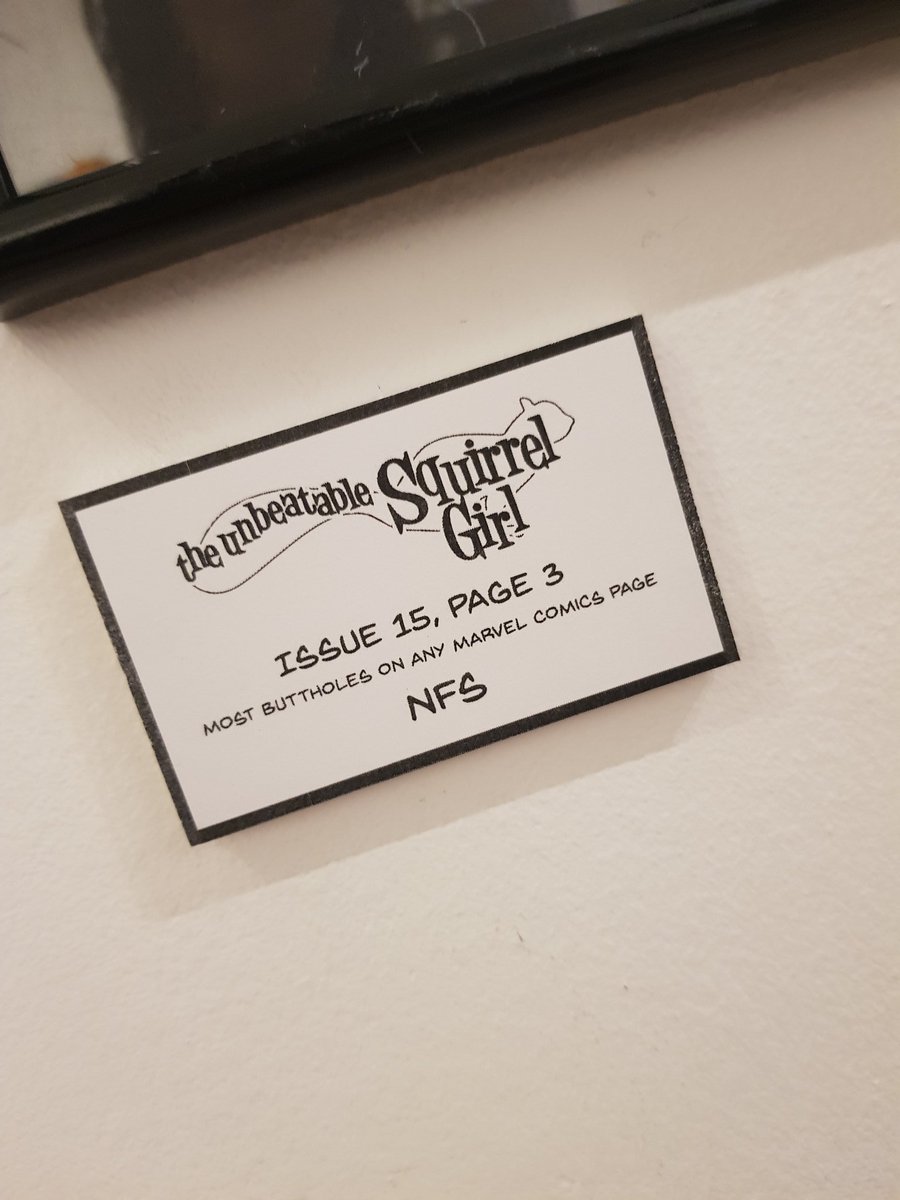 the unbeatable Squirrel
Girl
ISSUE 15, PAGE 3
MOST BUTTHOLES ON ANY MARVEL COMICS PAGE
NFS